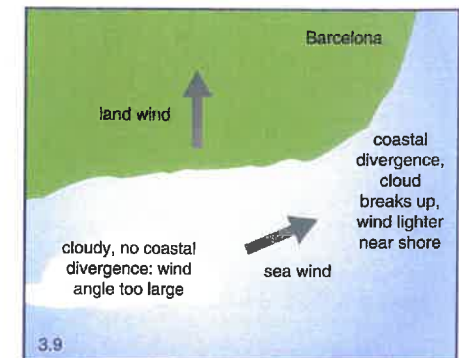 Barcelona
land wind
coastal
divergence,
cloud
breaks up,
wind lighter
near shore
cloudy, no coastal
divergence: wind
angle too large
sea wind
3.9